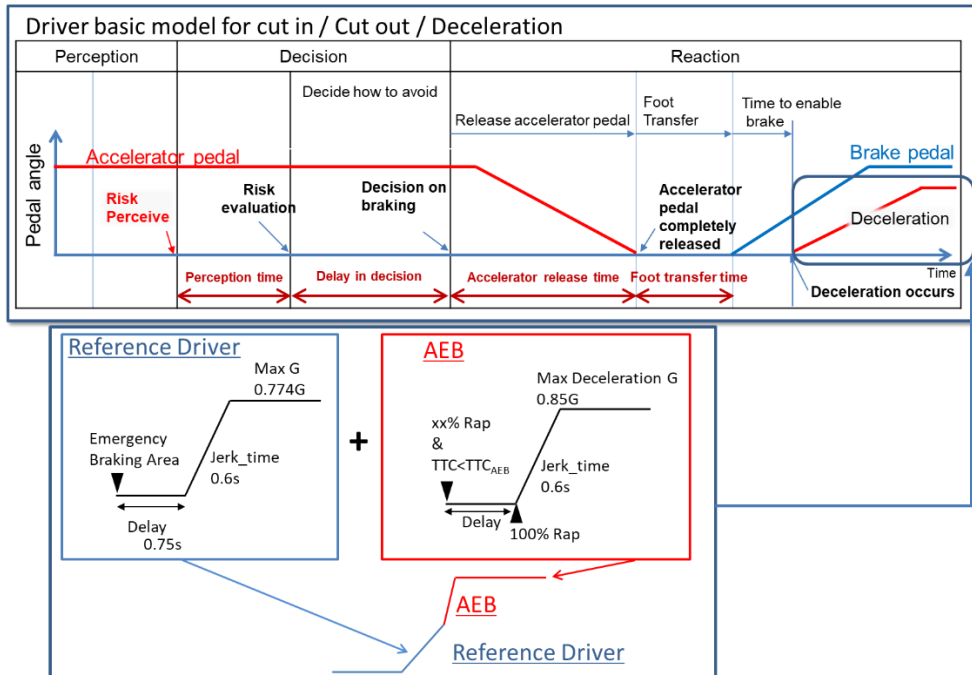 Driver basic model for cut in / Cut out / Deceleration
Perception
Decision
Reaction
Decide how to avoid
Release accelerator pedal
Foot
Transfer
Time to enable
brake
Pedal angle
Accelerator pedal
Brake pedal
Risk
Perceive
Risk
evaluation
Decision on
braking
Accelerator
pedal
completely
released
Deceleration
Time
Perception time
Delay in decision
Accelerator release time
Foot transfer time
Deceleration occurs
Reference Driver
Max G
0.774G
Emergency
Braking Area
Jerk_time
0.6s
Delay
0.75s
+
AEB
Max Deceleration G
0.85G
xx% Rap
&
TTC<TTCAEB
Jerk_time
0.6s
Delay
100% Rap
AEB
Reference Driver